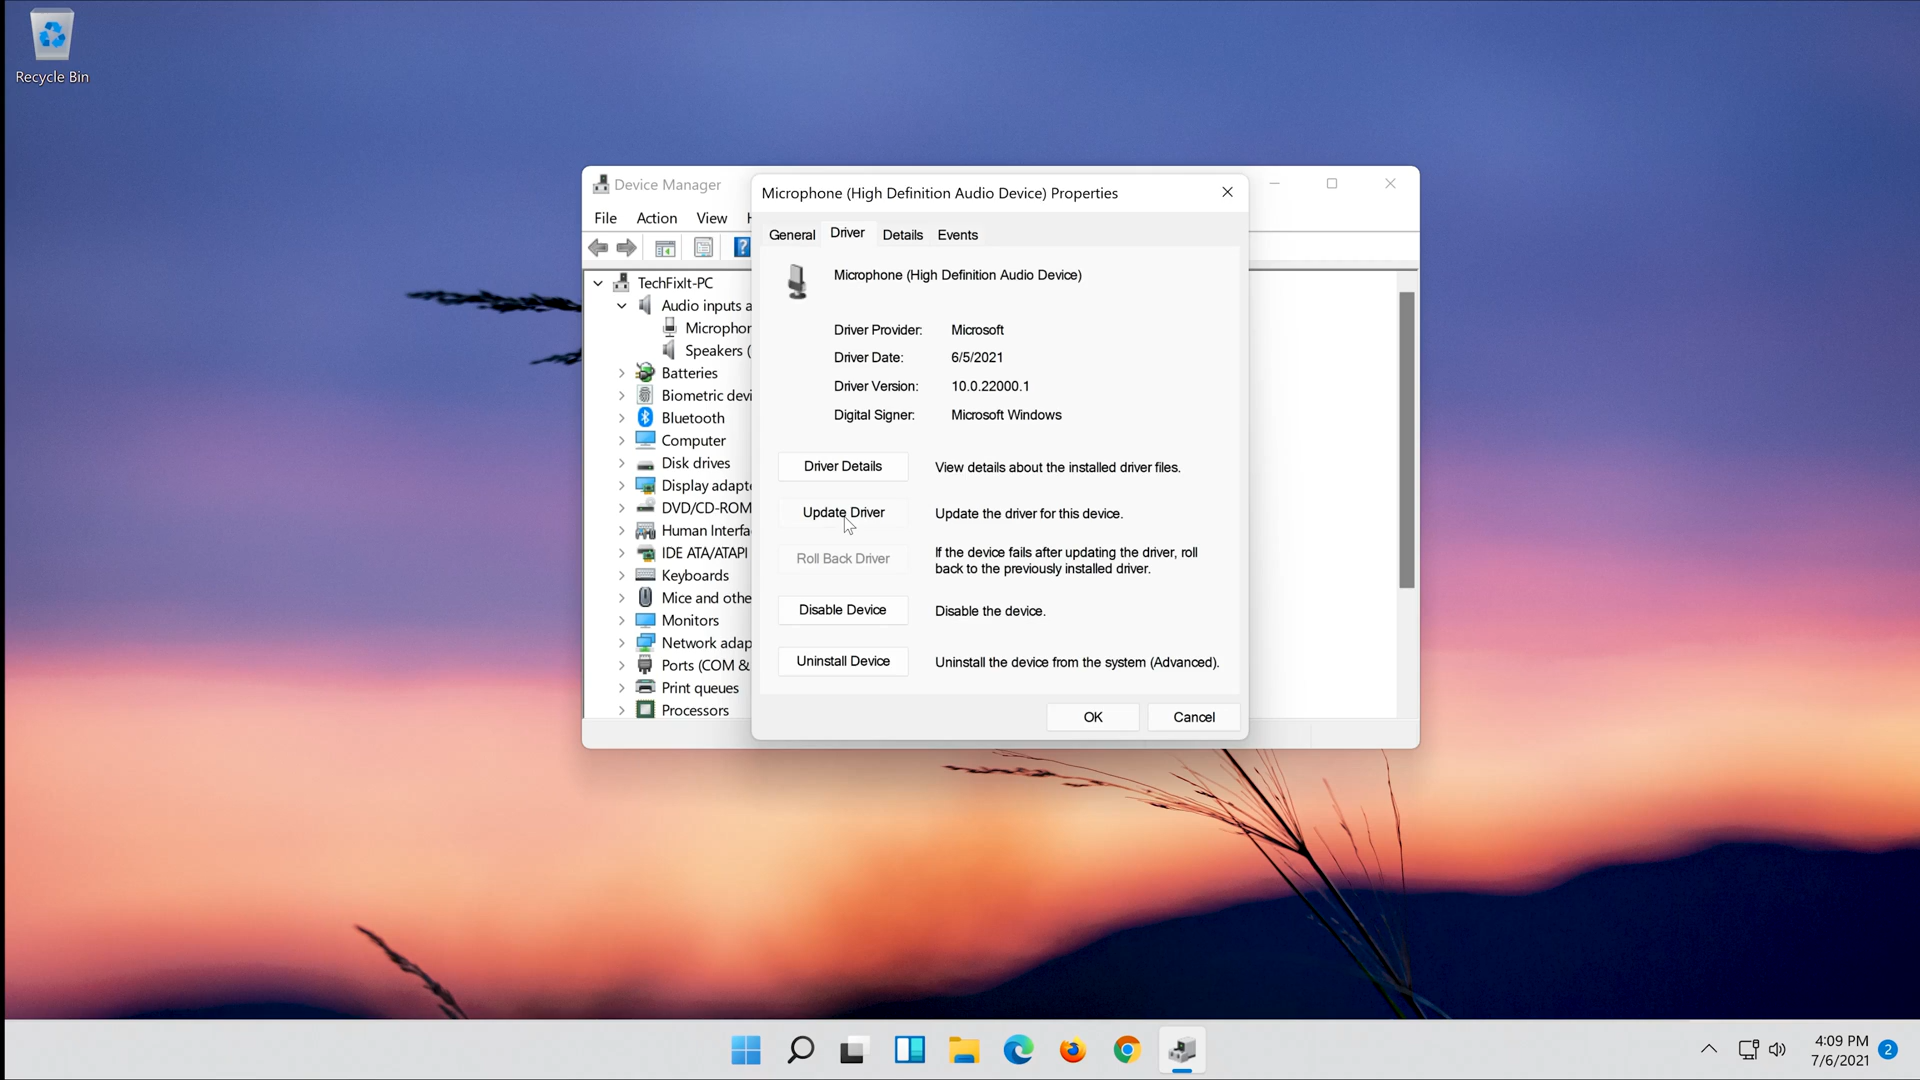 Recycle Bin
Device Manager
File Action View H
TechFixIt-PC
Audio inputs a
Microphor
Speakers (
Batteries
Biometric devi
Bluetooth
Computer
Disk drives
Display adapte
DVD/CD-ROM
Human Interfa
IDE ATA/ATAPI
Keyboards
Mice and othe
Monitors
Network adap
Ports (COM &
Print queues
Processors
Microphone (High Definition Audio Device) Properties
General Driver Details Events
Microphone (High Definition Audio Device)
Driver Provider: Microsoft
Driver Date: 6/5/2021
Driver Version: 10.0.22000.1
Digital Signer: Microsoft Windows
Driver Details View details about the installed driver files.
Update Driver Update the driver for this device.
Roll Back Driver If the device fails after updating the driver, roll
back to the previously installed driver.
Disable Device Disable the device.
Uninstall Device Uninstall the device from the system (Advanced).
OK Cancel
4:09 PM
7/6/2021
2